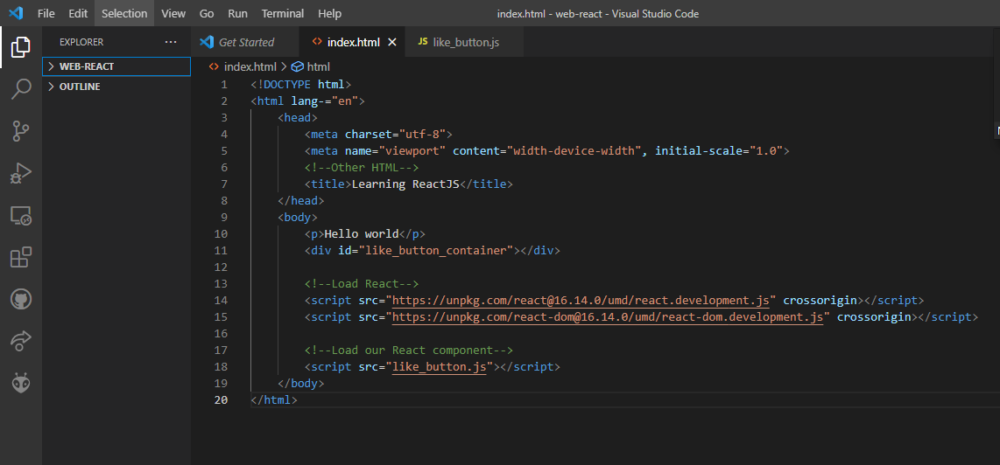 File Edit Selection View Go Run Terminal Help index.html - web-react - Visual Studio Code
EXPLORER ··· Get Started <> index.html × JS like_button.js
> WEB-REACT
> OUTLINE
<> index.html > html
1 <!DOCTYPE html>
2 <html lang-="en">
3 <head>
4 <meta charset="utf-8">
5 <meta name="viewport" content="width-device-width", initial-scale="1.0">
6 <!--Other HTML-->
7 <title>Learning ReactJS</title>
8 </head>
9 <body>
10 <p>Hello world</p>
11 <div id="like_button_container"></div>
12
13 <!--Load React-->
14 <script src="https://unpkg.com/react@16.14.0/umd/react.development.js" crossorigin></script>
15 <script src="https://unpkg.com/react-dom@16.14.0/umd/react-dom.development.js" crossorigin></script>
16
17 <!--Load our React component-->
18 <script src="like_button.js"></script>
19 </body>
20 </html>